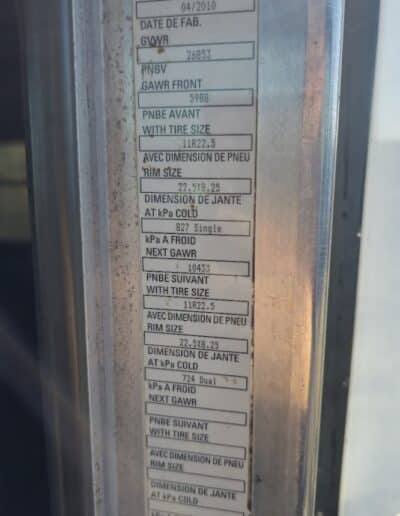 04/2010
DATE DE FAB.
GVWR
26853
PNBV
GAWR FRONT
5988
PNBE AVANT
WITH TIRE SIZE
11R22.5
AVEC DIMENSION DE PNEU
RIM SIZE
22.5X8.25
DIMENSION DE JANTE
AT kPa COLD
827 Single
kPa A FROID
NEXT GAWR
10433
PNBE SUIVANT
WITH TIRE SIZE
11R22.5
AVEC DIMENSION DE PNEU
RIM SIZE
22.5X8.25
DIMENSION DE JANTE
AT kPa COLD
724 Dual
kPa A FROID
NEXT GAWR
PNBE SUIVANT
WITH TIRE SIZE
AVEC DIMENSION DE PNEU
RIM SIZE
DIMENSION DE JANTE
AT kPa COLD